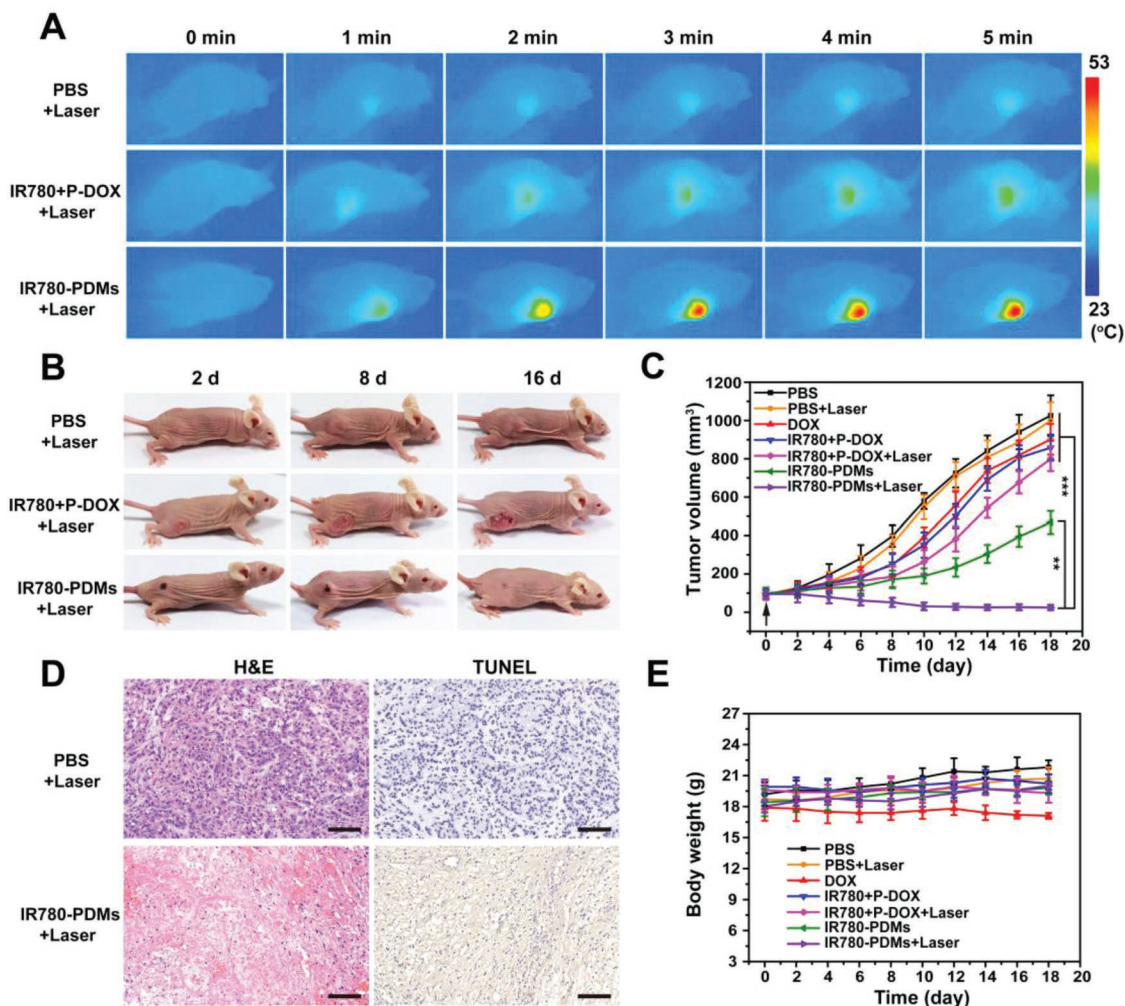 A
0 min 1 min 2 min 3 min 4 min 5 min
PBS
+Laser
IR780+P-DOX
+Laser
IR780-PDMs
+Laser
53
23
(°C)
B
2 d 8 d 16 d
PBS
+Laser
IR780+P-DOX
+Laser
IR780-PDMs
+Laser
C
Tumor volume (mm³)
1200
1000
800
600
400
200
0
PBS
PBS+Laser
DOX
IR780+P-DOX
IR780+P-DOX+Laser
IR780-PDMs
IR780-PDMs+Laser
***
**
0 2 4 6 8 10 12 14 16 18 20
Time (day)
D
H&E TUNEL
PBS
+Laser
IR780-PDMs
+Laser
E
Body weight (g)
27
24
21
18
15
12
9
6
3
PBS
PBS+Laser
DOX
IR780+P-DOX
IR780+P-DOX+Laser
IR780-PDMs
IR780-PDMs+Laser
0 2 4 6 8 10 12 14 16 18 20
Time (day)